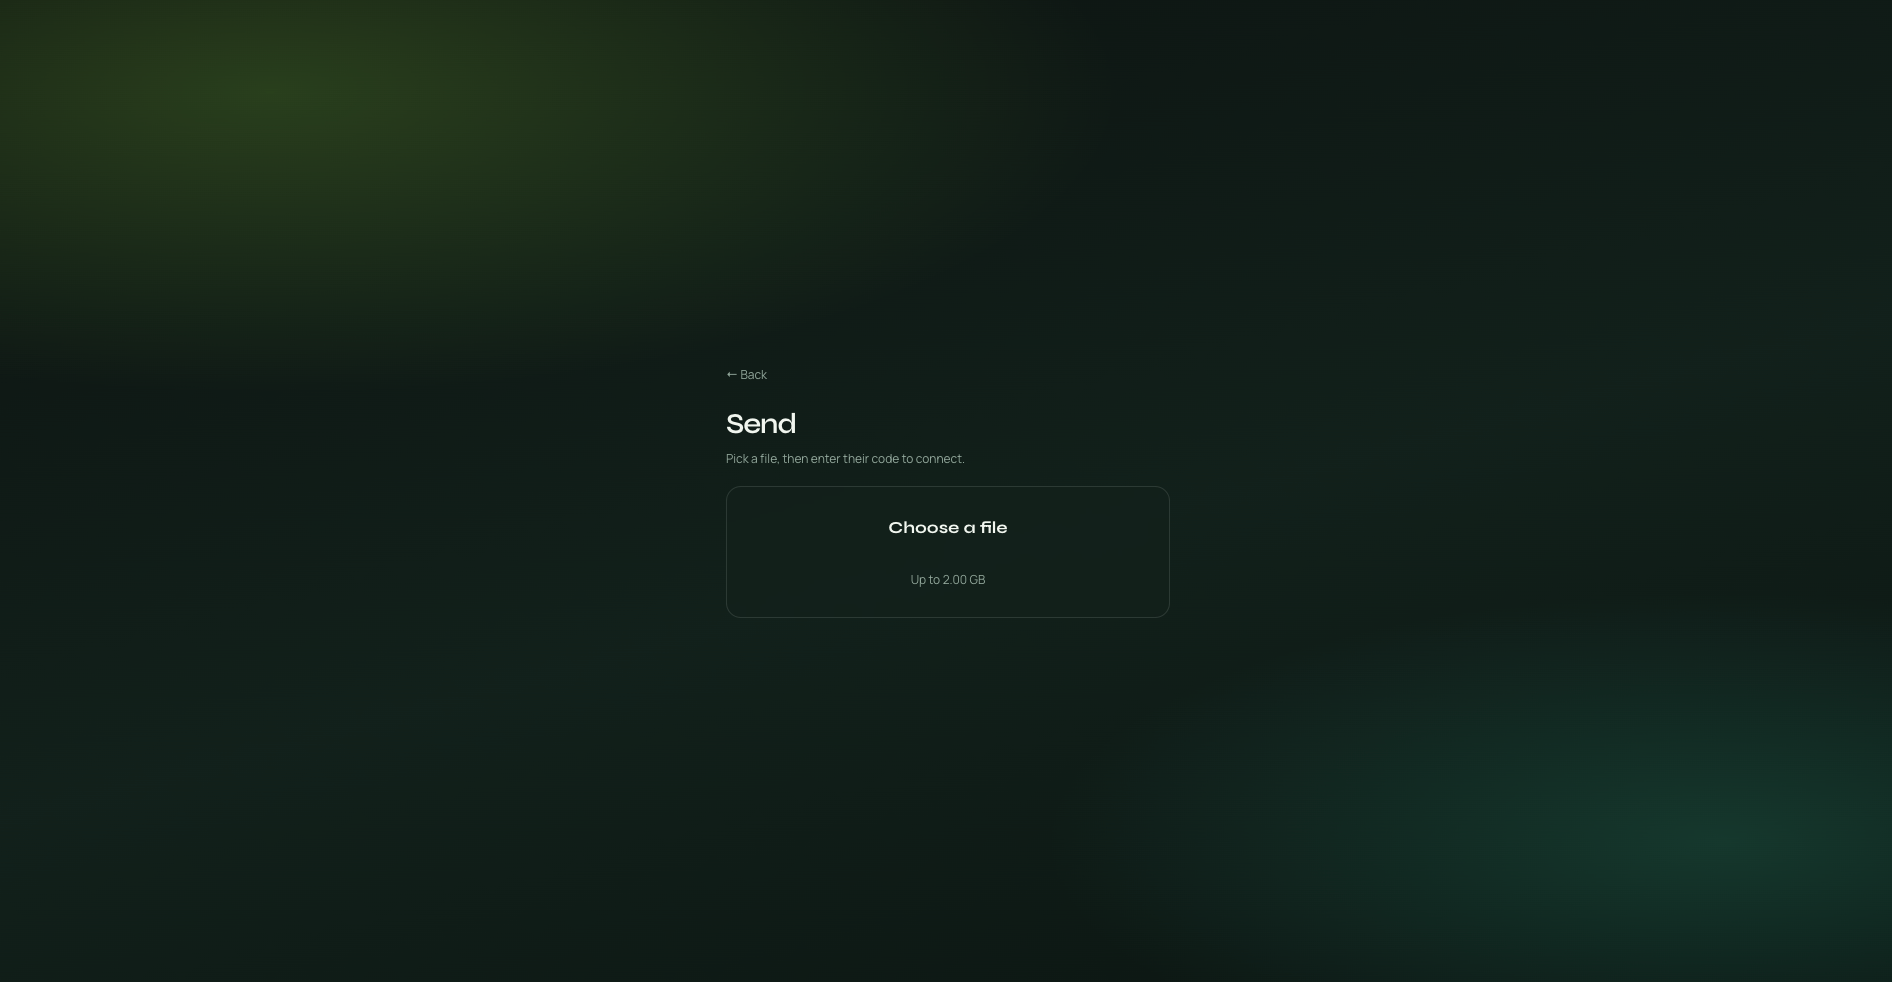 ← Back
Send
Pick a file, then enter their code to connect.
Choose a file
Up to 2.00 GB